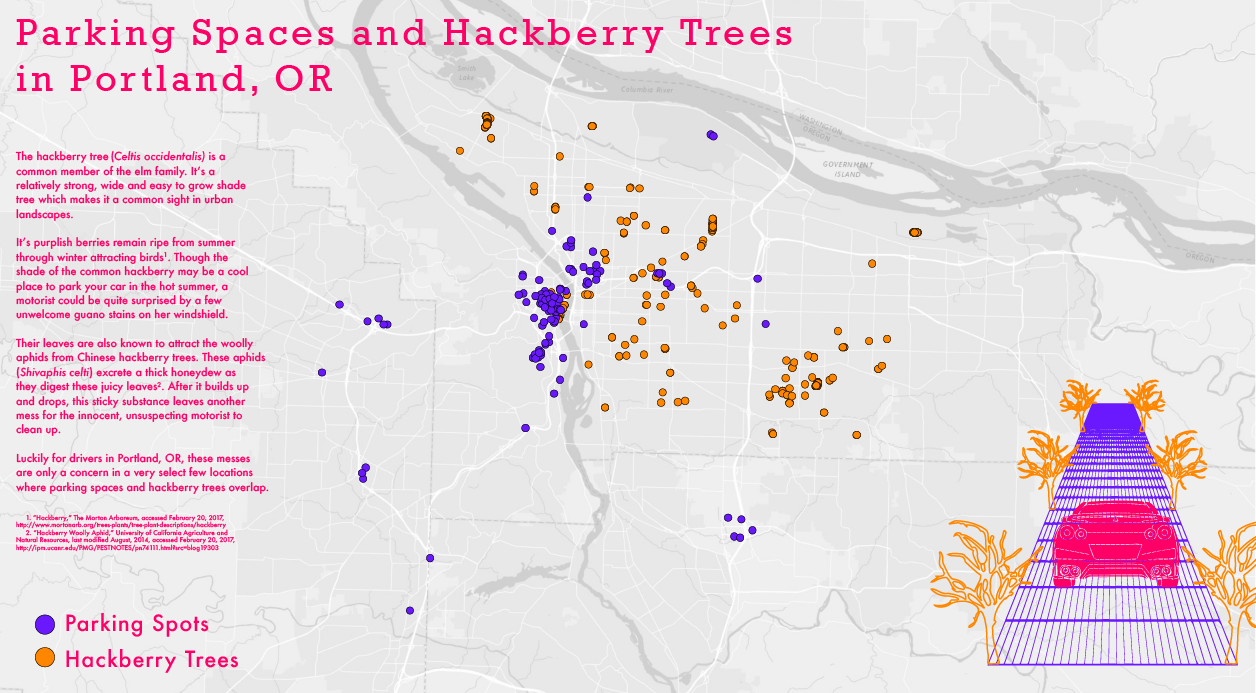 Parking Spaces and Hackberry Trees
in Portland, OR
The hackberry tree (Celtis occidentalis) is a
common member of the elm family. It's a
relatively strong, wide and easy to grow shade
tree which makes it a common sight in urban
landscapes.
It's purplish berries remain ripe from summer
through winter attracting birds¹. Though the
shade of the common hackberry may be a cool
place to park your car in the hot summer, a
motorist could be quite surprised by a few
unwelcome guano stains on her windshield.
Their leaves are also known to attract the woolly
aphids from Chinese hackberry trees. These aphids
(Shivaphis celti) excrete a thick honeydew as
they digest these juicy leaves². After it builds up
and drops, this sticky substance leaves another
mess for the innocent, unsuspecting motorist to
clean up.
Luckily for drivers in Portland, OR, these messes
are only a concern in a very select few locations
where parking spaces and hackberry trees overlap.
1. "Hackberry," The Morton Arboreum, accessed February 20, 2017,
http://www.mortonarb.org/trees-plants/tree-plant-descriptions/hackberry
2. "Hackberry Woolly Aphid," University of California Agriculture and
Natural Resources, last modified August, 2014, accessed February 20, 2017,
http://ipm.ucanr.edu/PMG/PESTNOTES/pn74111.html#src=blog19303
Parking Spots
Hackberry Trees
Lake
Columbia River
WASHINGTON
OREGON
GOVERNMENT
ISLAND
OREGON